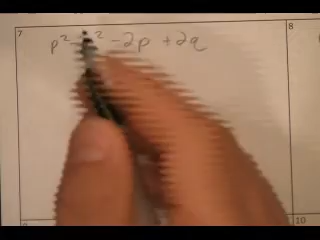 7
8
p² - ² - 2p + 2q
10